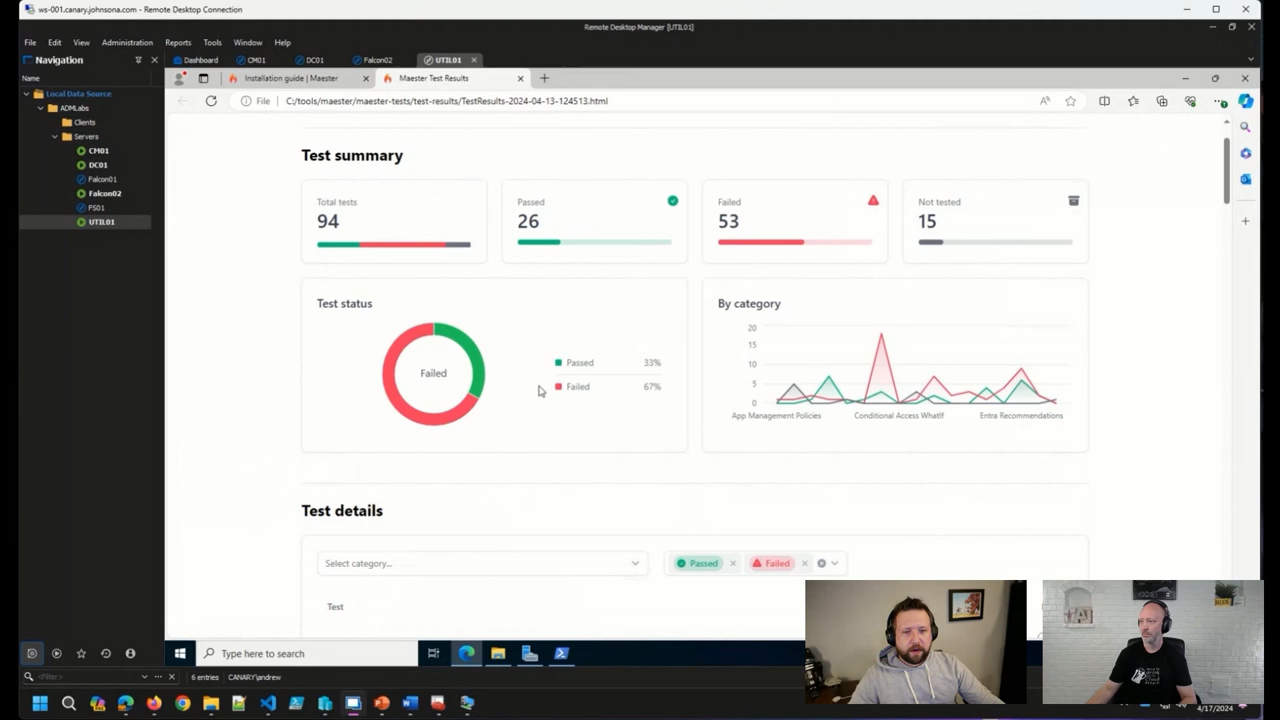 ws-001.canary.johnsona.com - Remote Desktop Connection
Remote Desktop Manager [UTIL01]
File Edit View Administration Reports Tools Window Help
Navigation
Dashboard CM01 DC01 Falcon02 UTIL01
Name
Local Data Source
ADMLabs
Clients
Servers
CM01
DC01
Falcon01
Falcon02
FS01
UTIL01
Installation guide | Maester
Maester Test Results
File C:/tools/maester/maester-tests/test-results/TestResults-2024-04-13-124513.html
Test summary
Total tests
94
Passed
26
Failed
53
Not tested
15
Test status
Failed
Passed 33%
Failed 67%
By category
20
15
10
5
0
App Management Policies Conditional Access WhatIf Entra Recommendations
Test details
Select category...
Passed Failed
Test
Type here to search
<Filter>
6 entries CANARY\andrew
4/17/2024